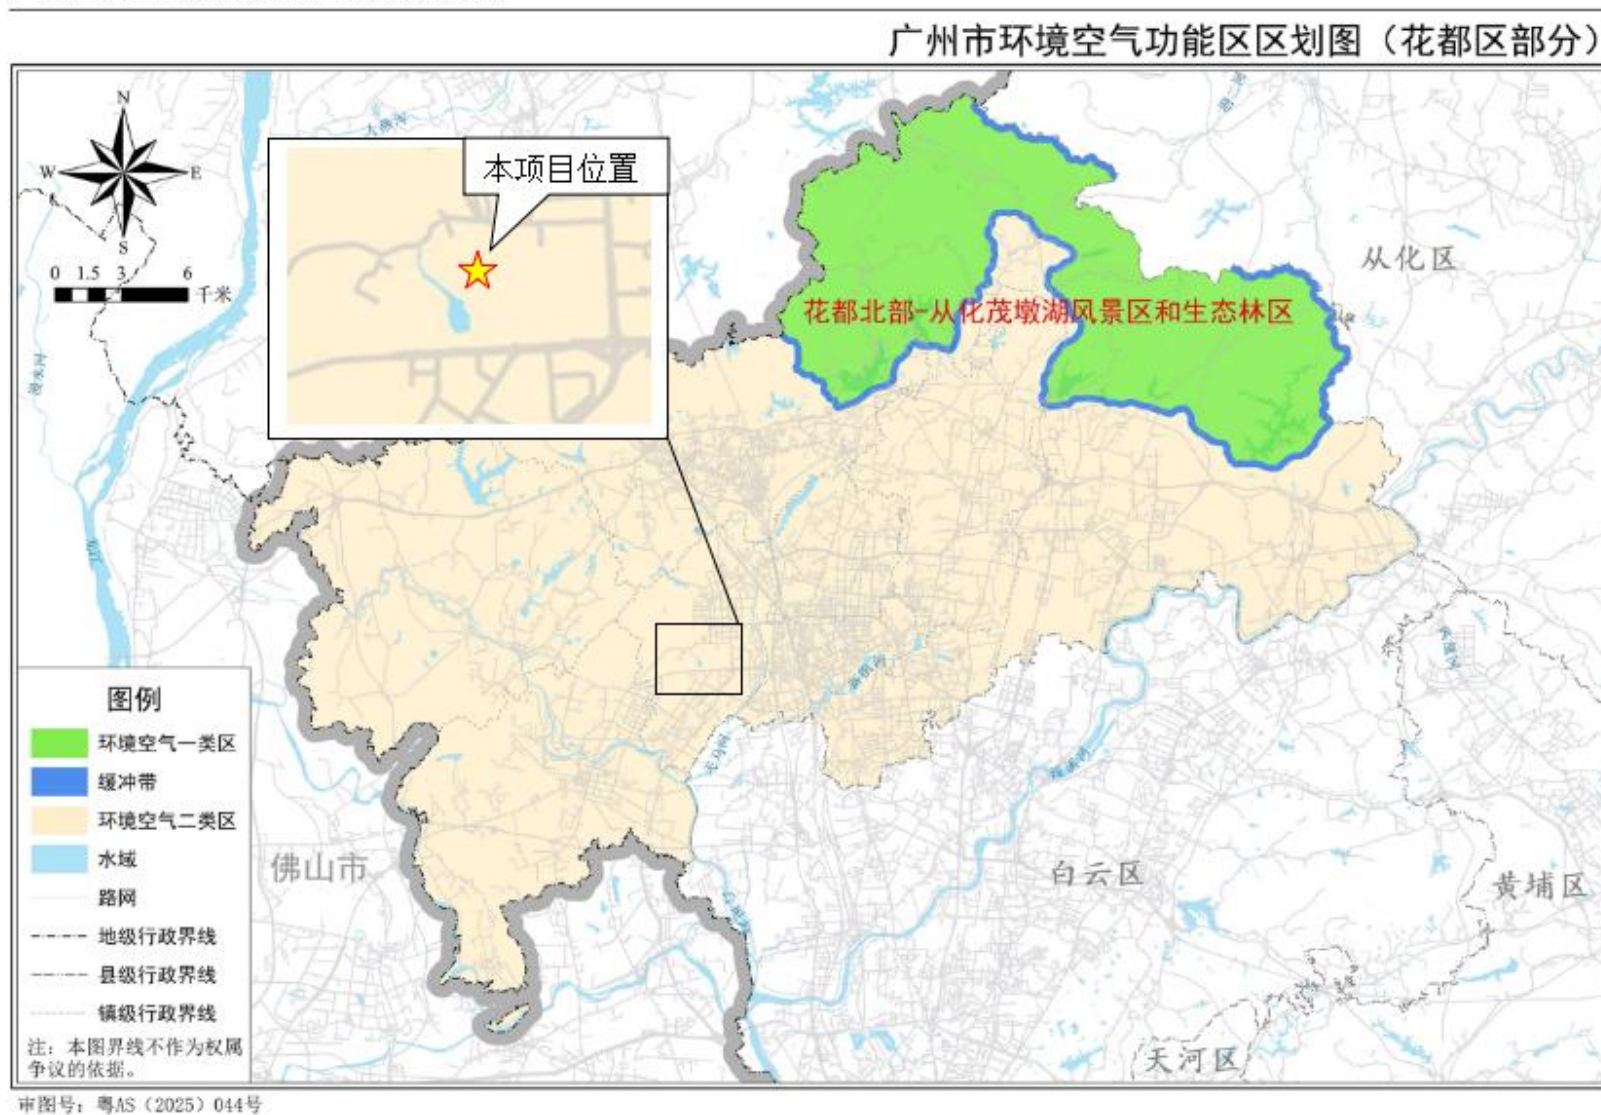 广州市环境空气功能区区划图（花都区部分）
N
W
E
S
0 1.5 3 6
千米
本项目位置
从化区
花都北部-从化茂墩湖风景区和生态林区
图例
环境空气一类区
缓冲带
环境空气二类区
水域
路网
地级行政界线
县级行政界线
镇级行政界线
注：本图界线不作为权属
争议的依据。
佛山市
天马河
白云区
黄埔区
天河区
审图号：粤AS（2025）044号